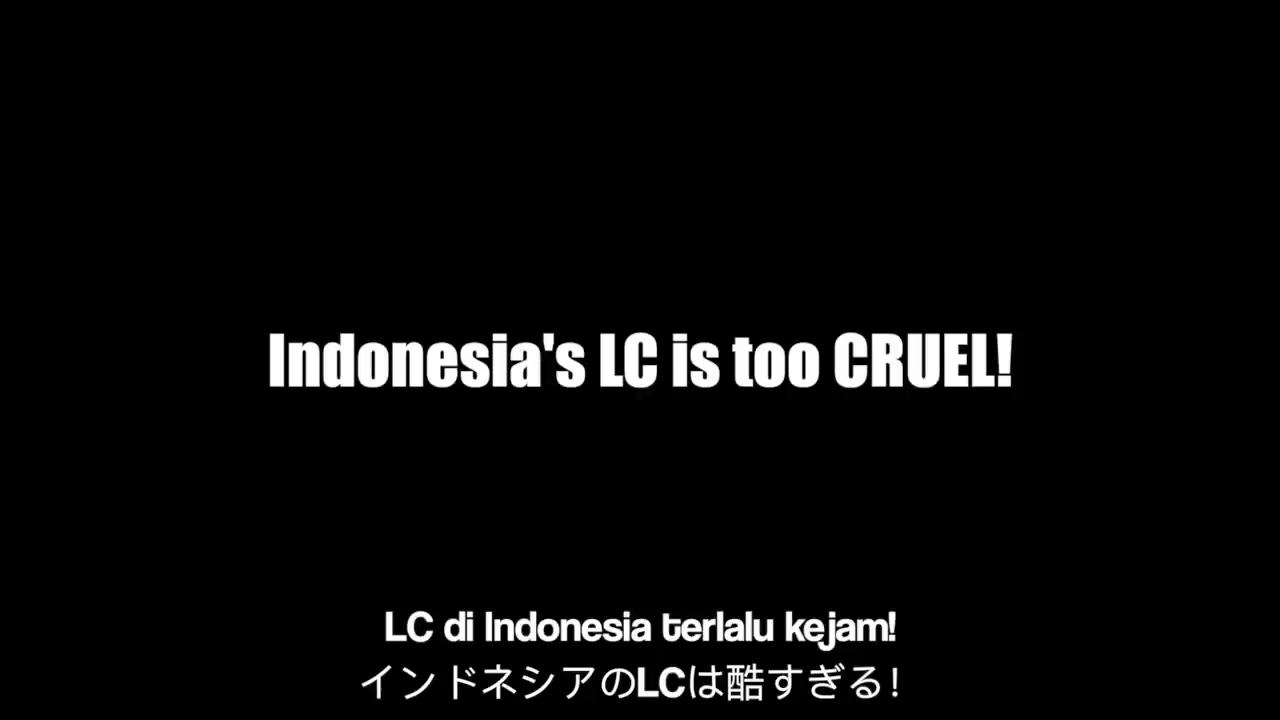 Indonesia's LC is too CRUEL!
LC di Indonesia terlalu kejam!
インドネシアのLCは酷すぎる！